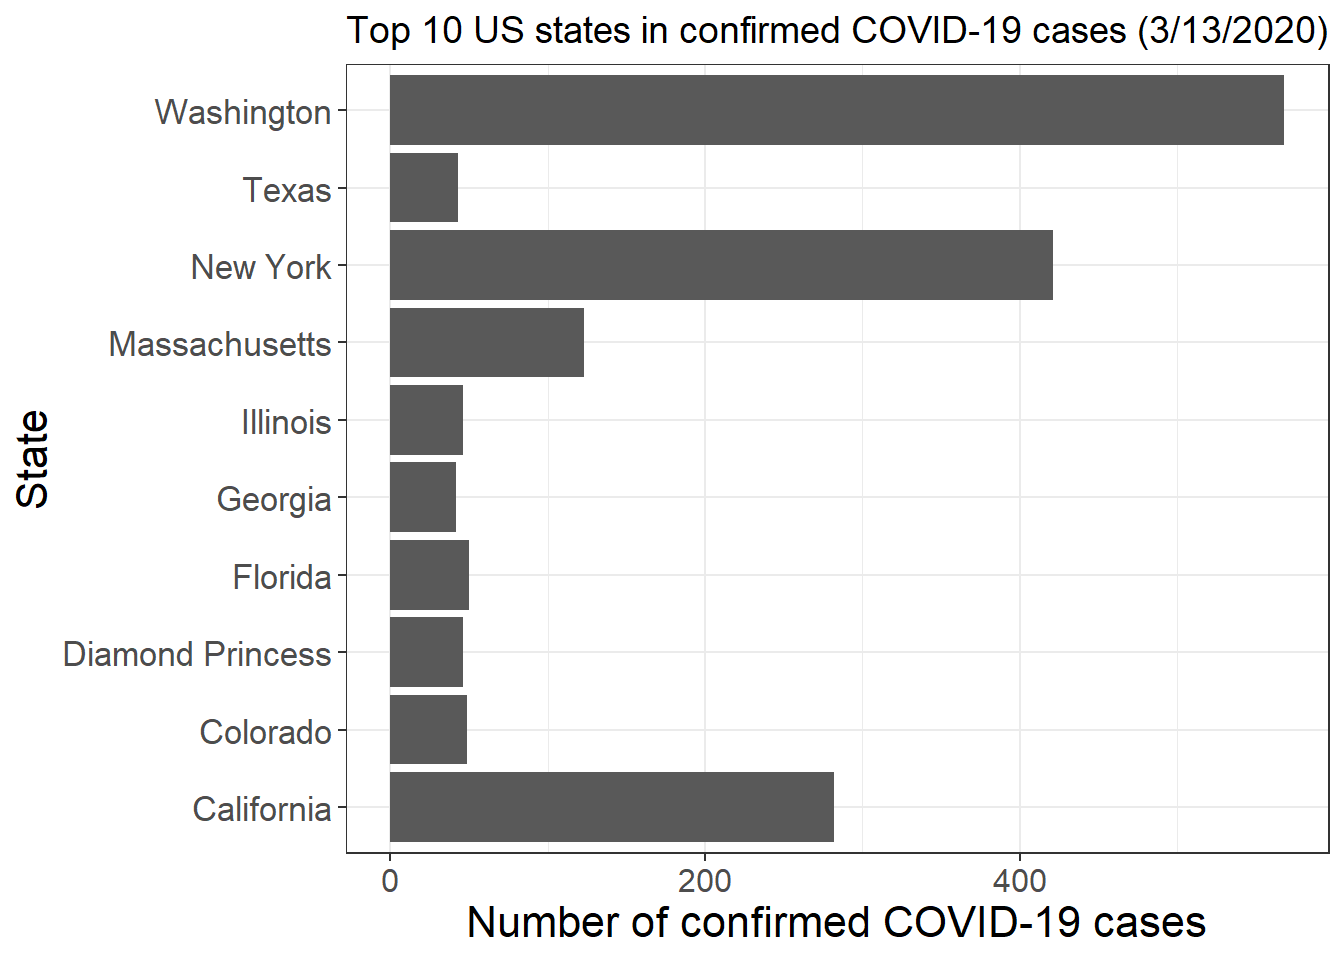 Top 10 US states in confirmed COVID-19 cases (3/13/2020)
Washington
Texas
New York
Massachusetts
Illinois
Georgia
Florida
Diamond Princess
Colorado
California
State
0 200 400
Number of confirmed COVID-19 cases